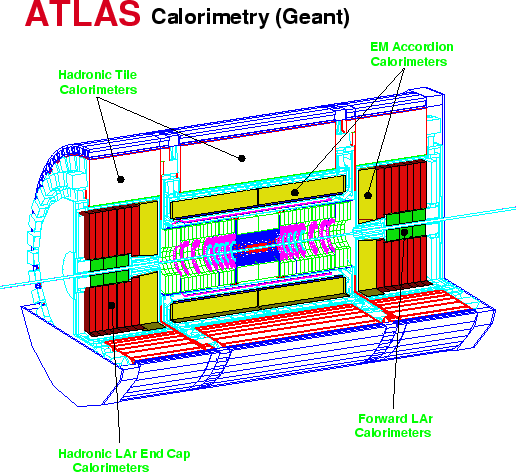 ATLAS Calorimetry (Geant)
EM Accordion
Calorimeters
Hadronic Tile
Calorimeters
Forward LAr
Calorimeters
Hadronic LAr End Cap
Calorimeters